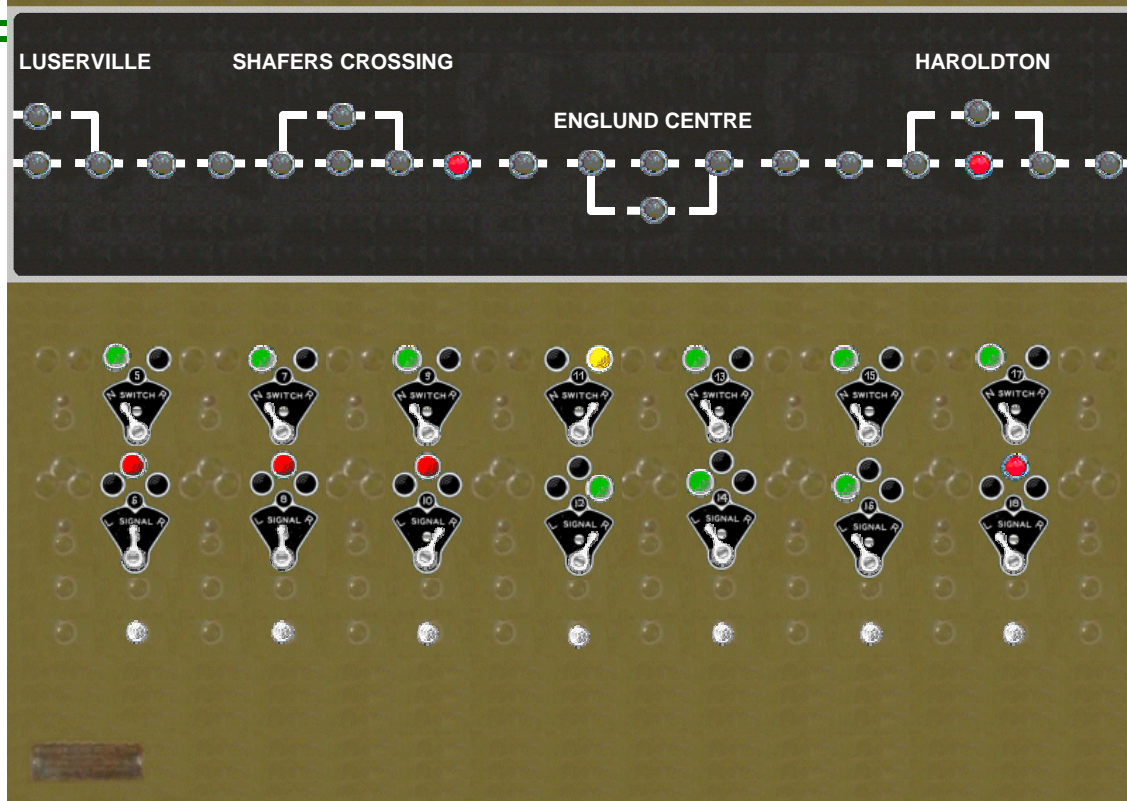 LUSERVILLE SHAFERS CROSSING HAROLDTON
ENGLUND CENTRE
5 7 9 11 13 15 17
N SWITCH R N SWITCH R N SWITCH R N SWITCH R N SWITCH R N SWITCH R N SWITCH R
6 8 10 12 14 16 18
L SIGNAL R L SIGNAL R L SIGNAL R L SIGNAL R L SIGNAL R L SIGNAL R L SIGNAL R